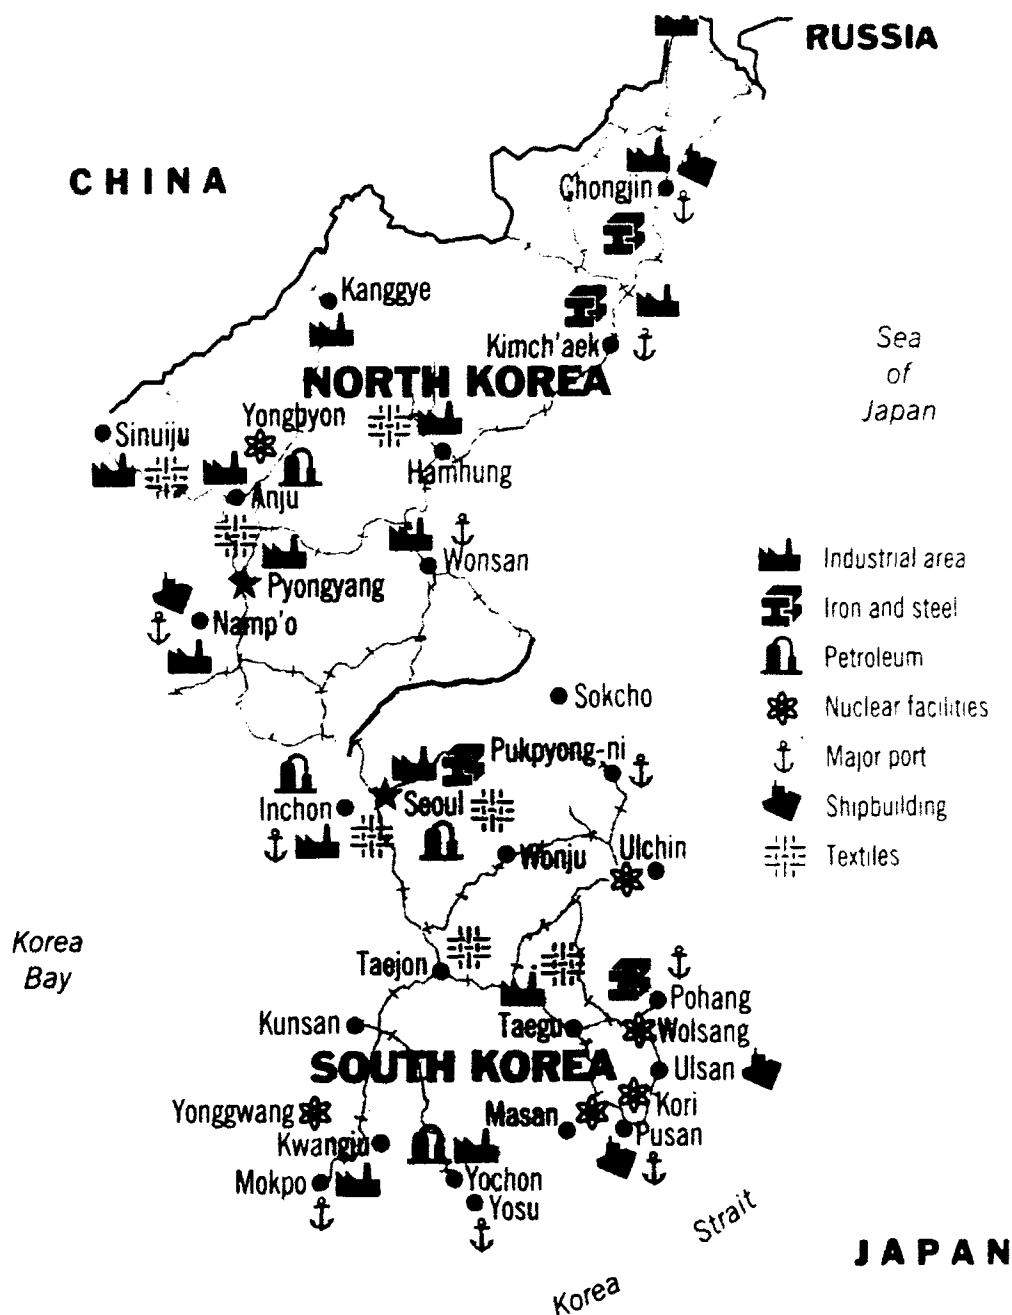 RUSSIA
CHINA
Chongjin
Kanggye
Kimch'aek
Sea
of
Japan
NORTH KOREA
Yongbyon
Sinuiju
Hamhung
Anju
Wonsan
Pyongyang
Namp'o
Industrial area
Iron and steel
Petroleum
Nuclear facilities
Major port
Shipbuilding
Textiles
Sokcho
Pukpyong-ni
Inchon
Seoul
Wonju
Ulchin
Korea
Bay
Taejon
Pohang
Kunsan
Taegu
Wolsang
SOUTH KOREA
Ulsan
Yonggwang
Masan
Kori
Pusan
Kwangju
Mokpo
Yochon
Yosu
Korea Strait
JAPAN